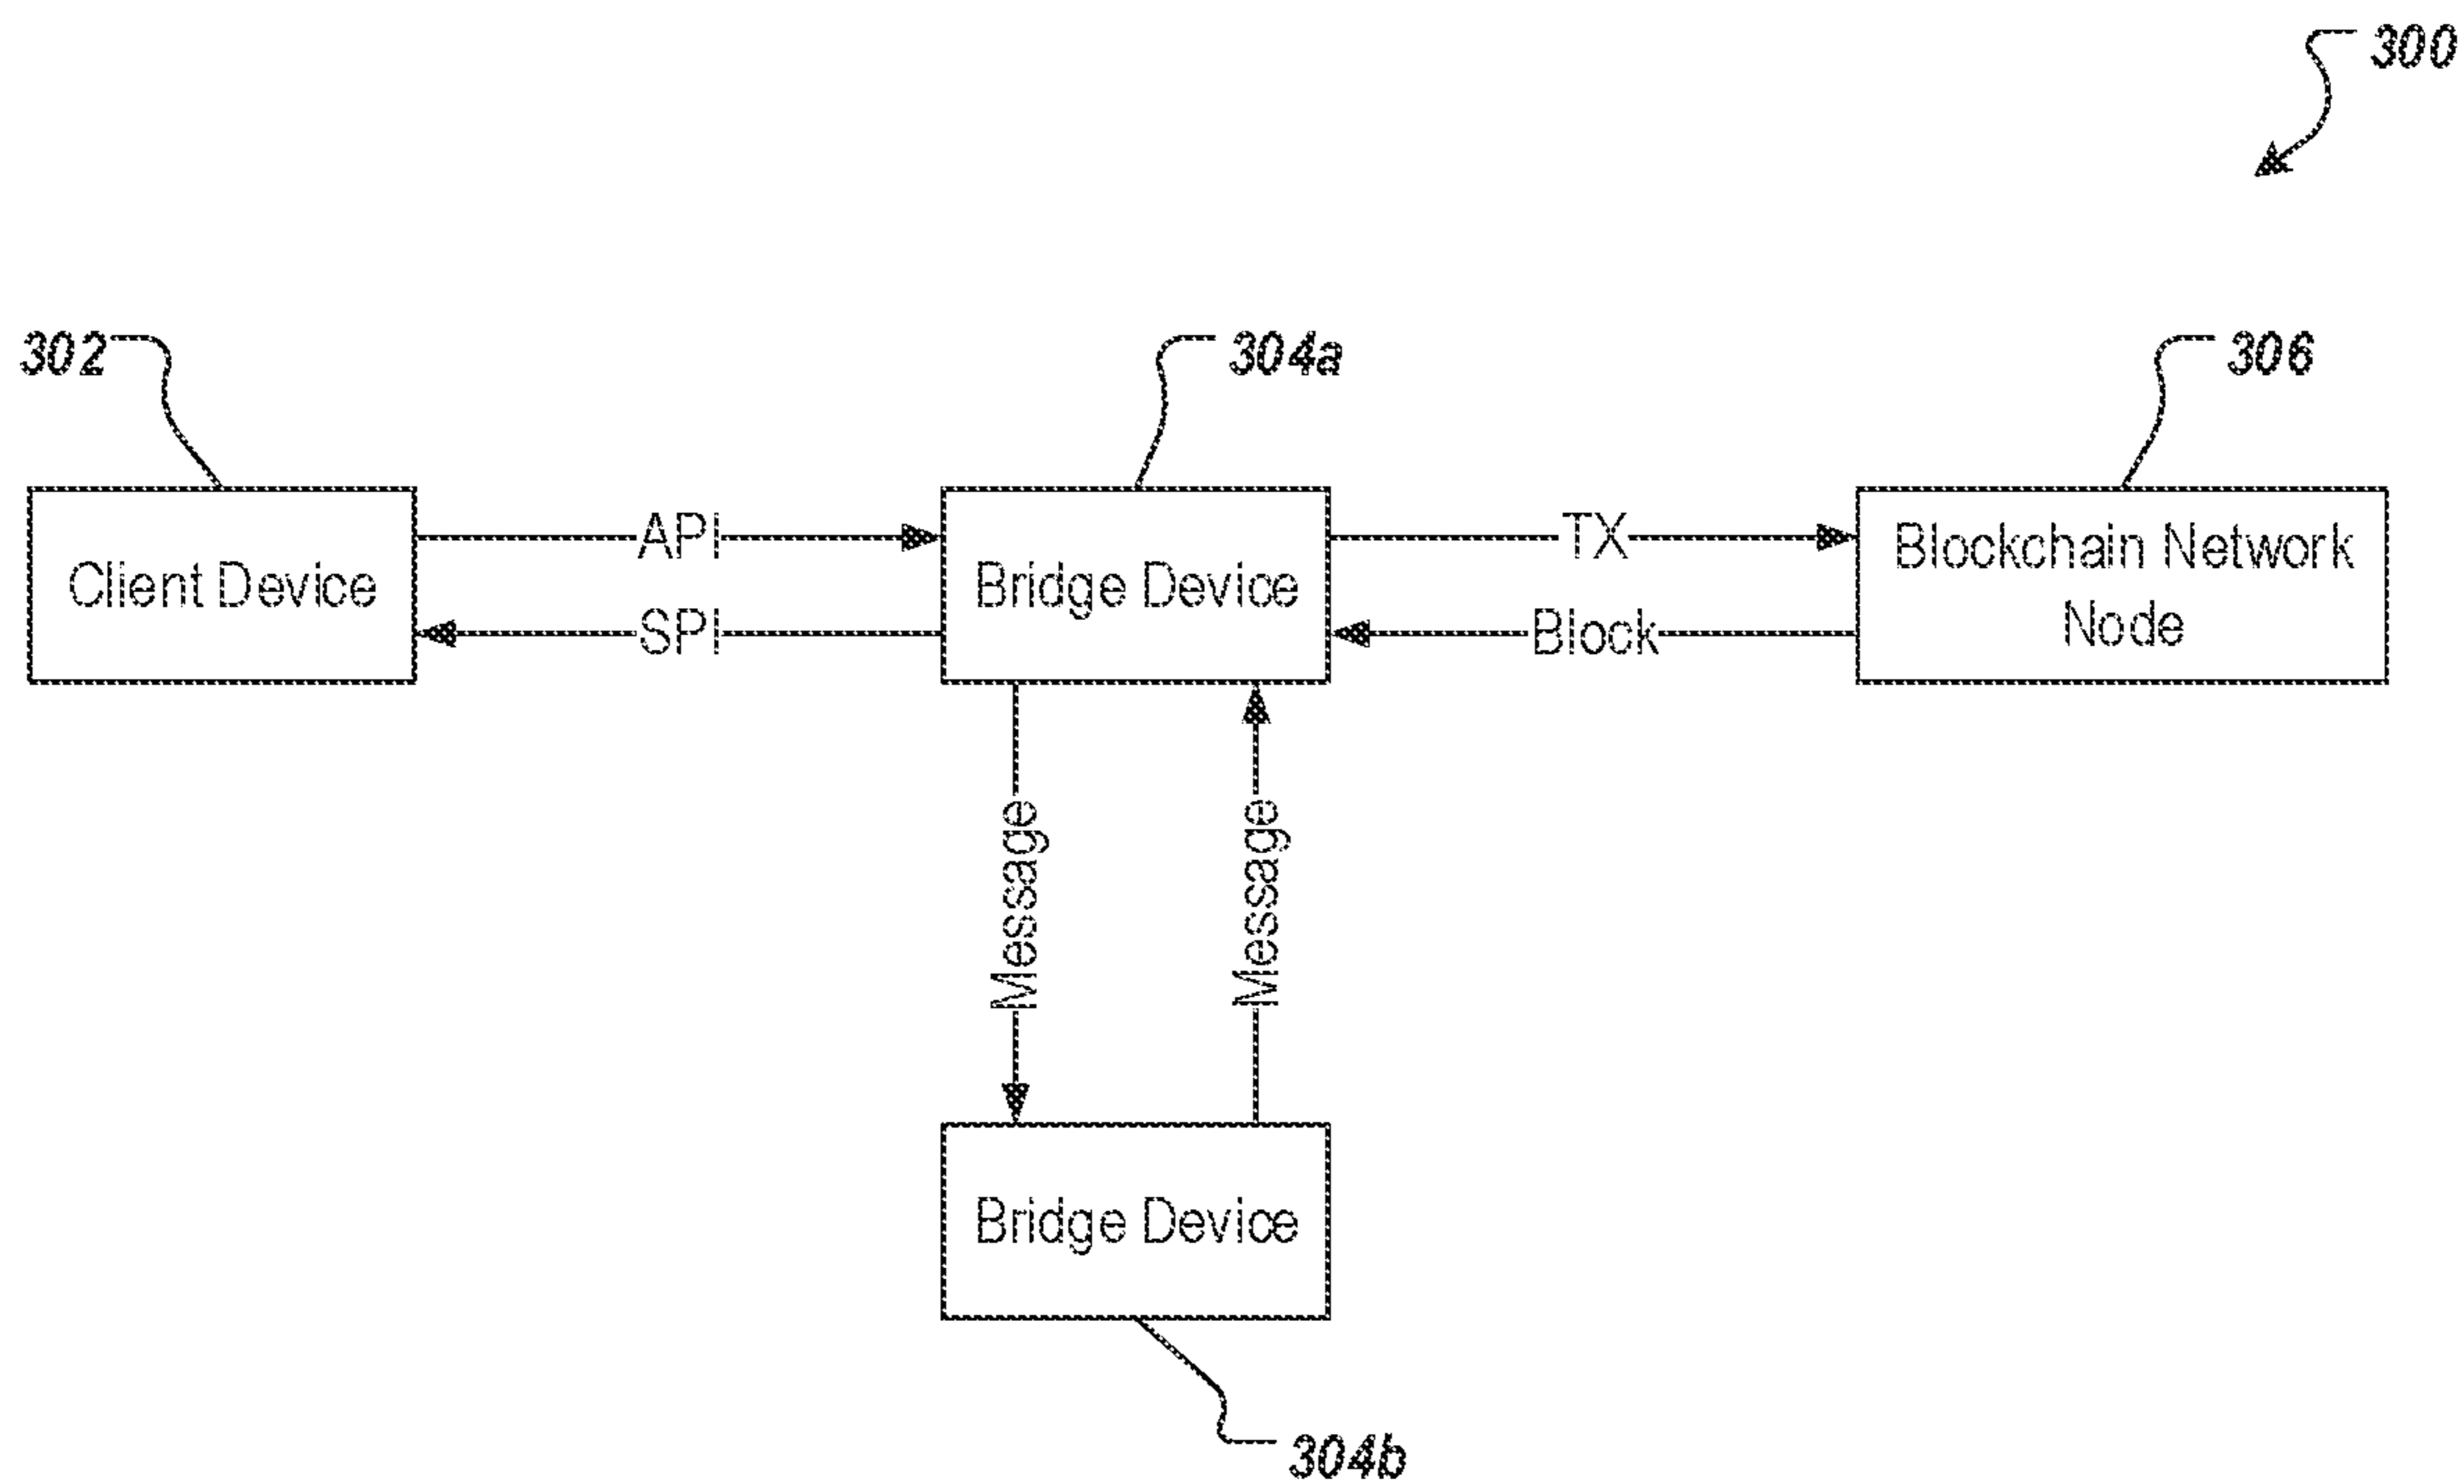 300
302
304a
306
Client Device
API
SPI
Bridge Device
TX
Block
Blockchain Network
Node
Message
Message
Bridge Device
304b